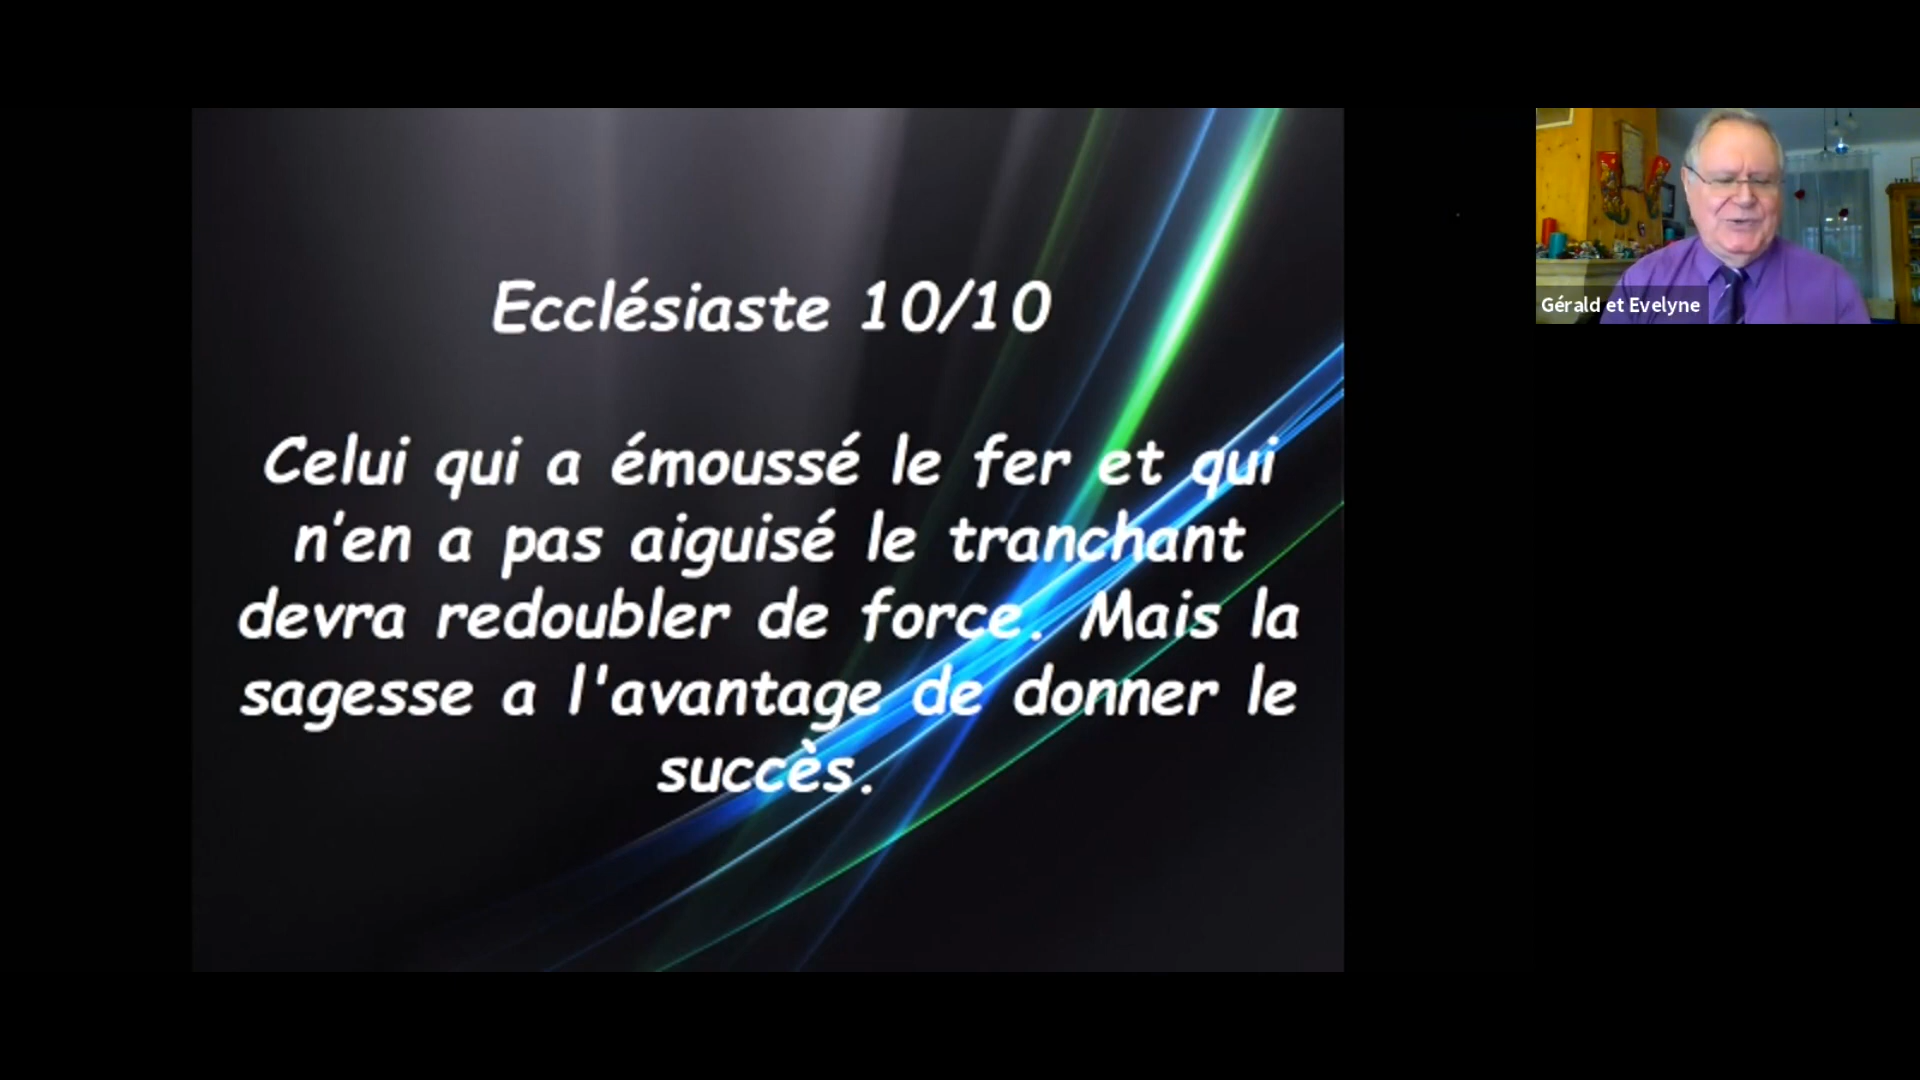 Ecclésiaste 10/10
Celui qui a émoussé le fer et qui
n'en a pas aiguisé le tranchant
devra redoubler de force. Mais la
sagesse a l'avantage de donner le
succès.
Gérald et Evelyne